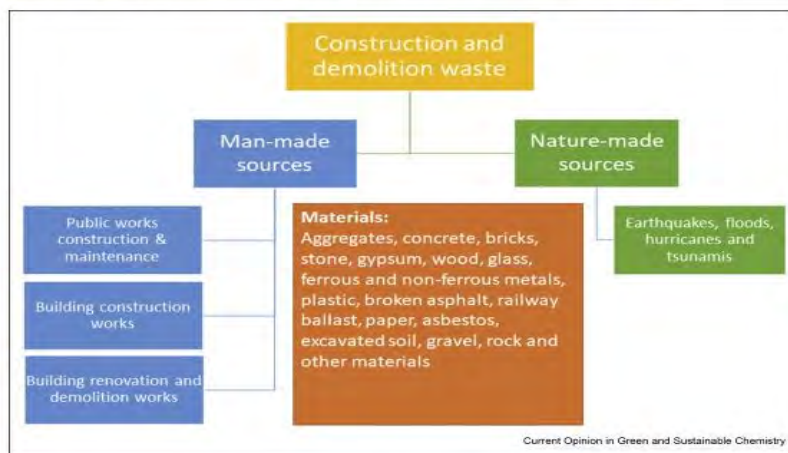 Construction and
demolition waste
Man-made
sources
Nature-made
sources
Public works
construction &
maintenance
Building construction
works
Building renovation and
demolition works
Materials:
Aggregates, concrete, bricks,
stone, gypsum, wood, glass,
ferrous and non-ferrous metals,
plastic, broken asphalt, railway
ballast, paper, asbestos,
excavated soil, gravel, rock and
other materials
Earthquakes, floods,
hurricanes and
tsunamis
Current Opinion in Green and Sustainable Chemistry